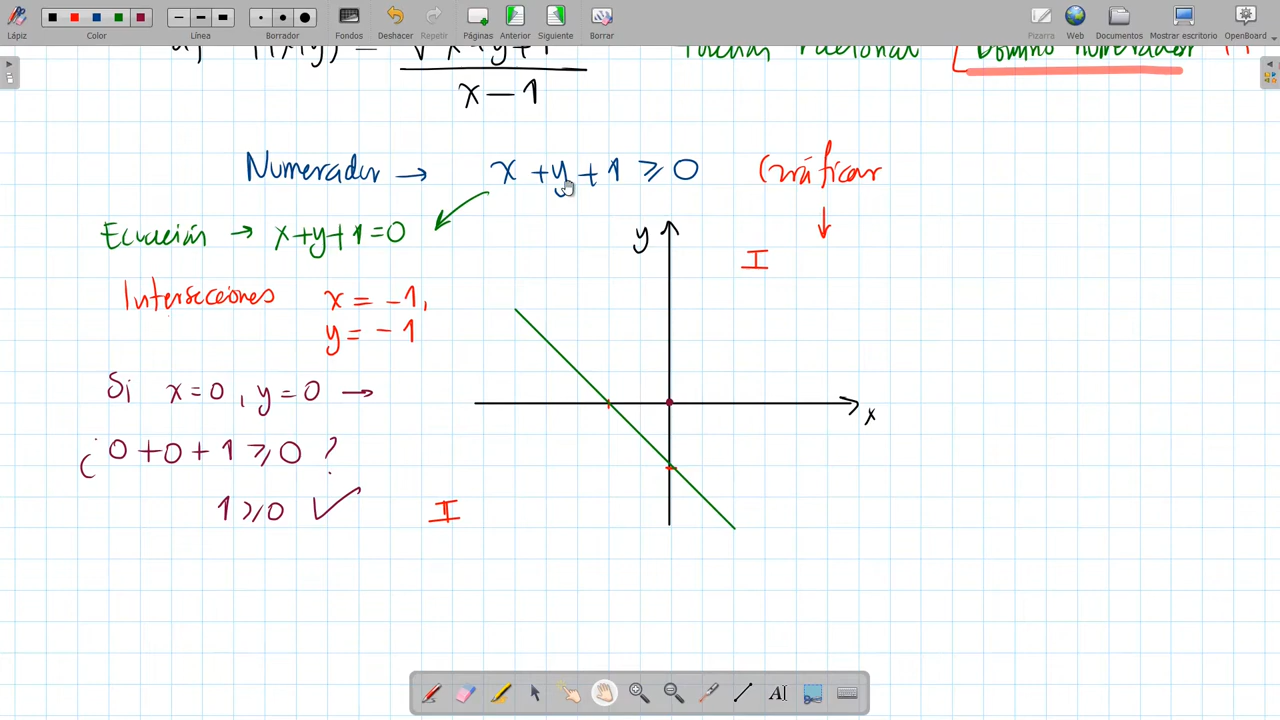 Lápiz Color Línea Borrador Fondos Deshacer Repetir Páginas Anterior Siguiente Borrar Pizarra Web Documentos Mostrar escritorio OpenBoard
x-1
Numerador → x+y+1≥0 Graficar
Ecuación → x+y+1=0
y
I
Intersecciones x = -1,
y = -1
Si x=0, y=0 →
x
¿0+0+1≥0?
1≥0 ✓
II